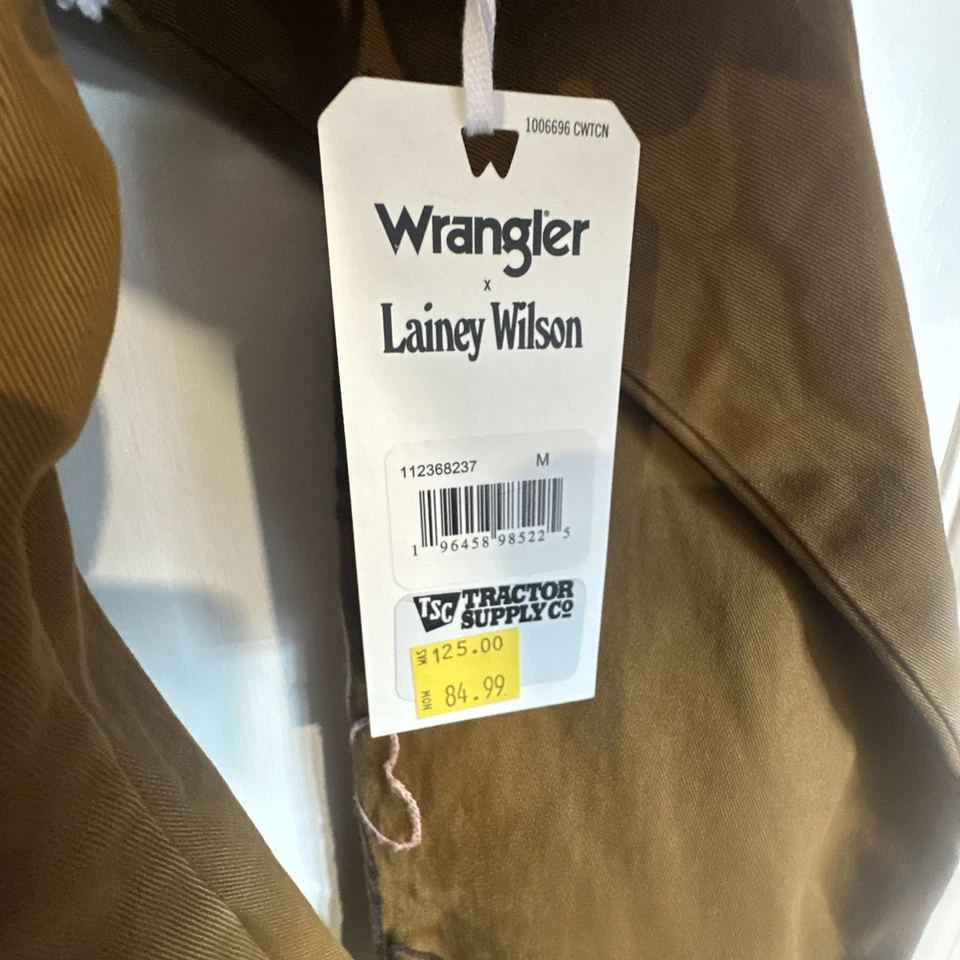 1006696 CWTCN
Wrangler
x
Lainey Wilson
112368237 M
1 96458 98522 5
TSC TRACTOR
SUPPLY CO
WAS 125.00
NOW 84.99